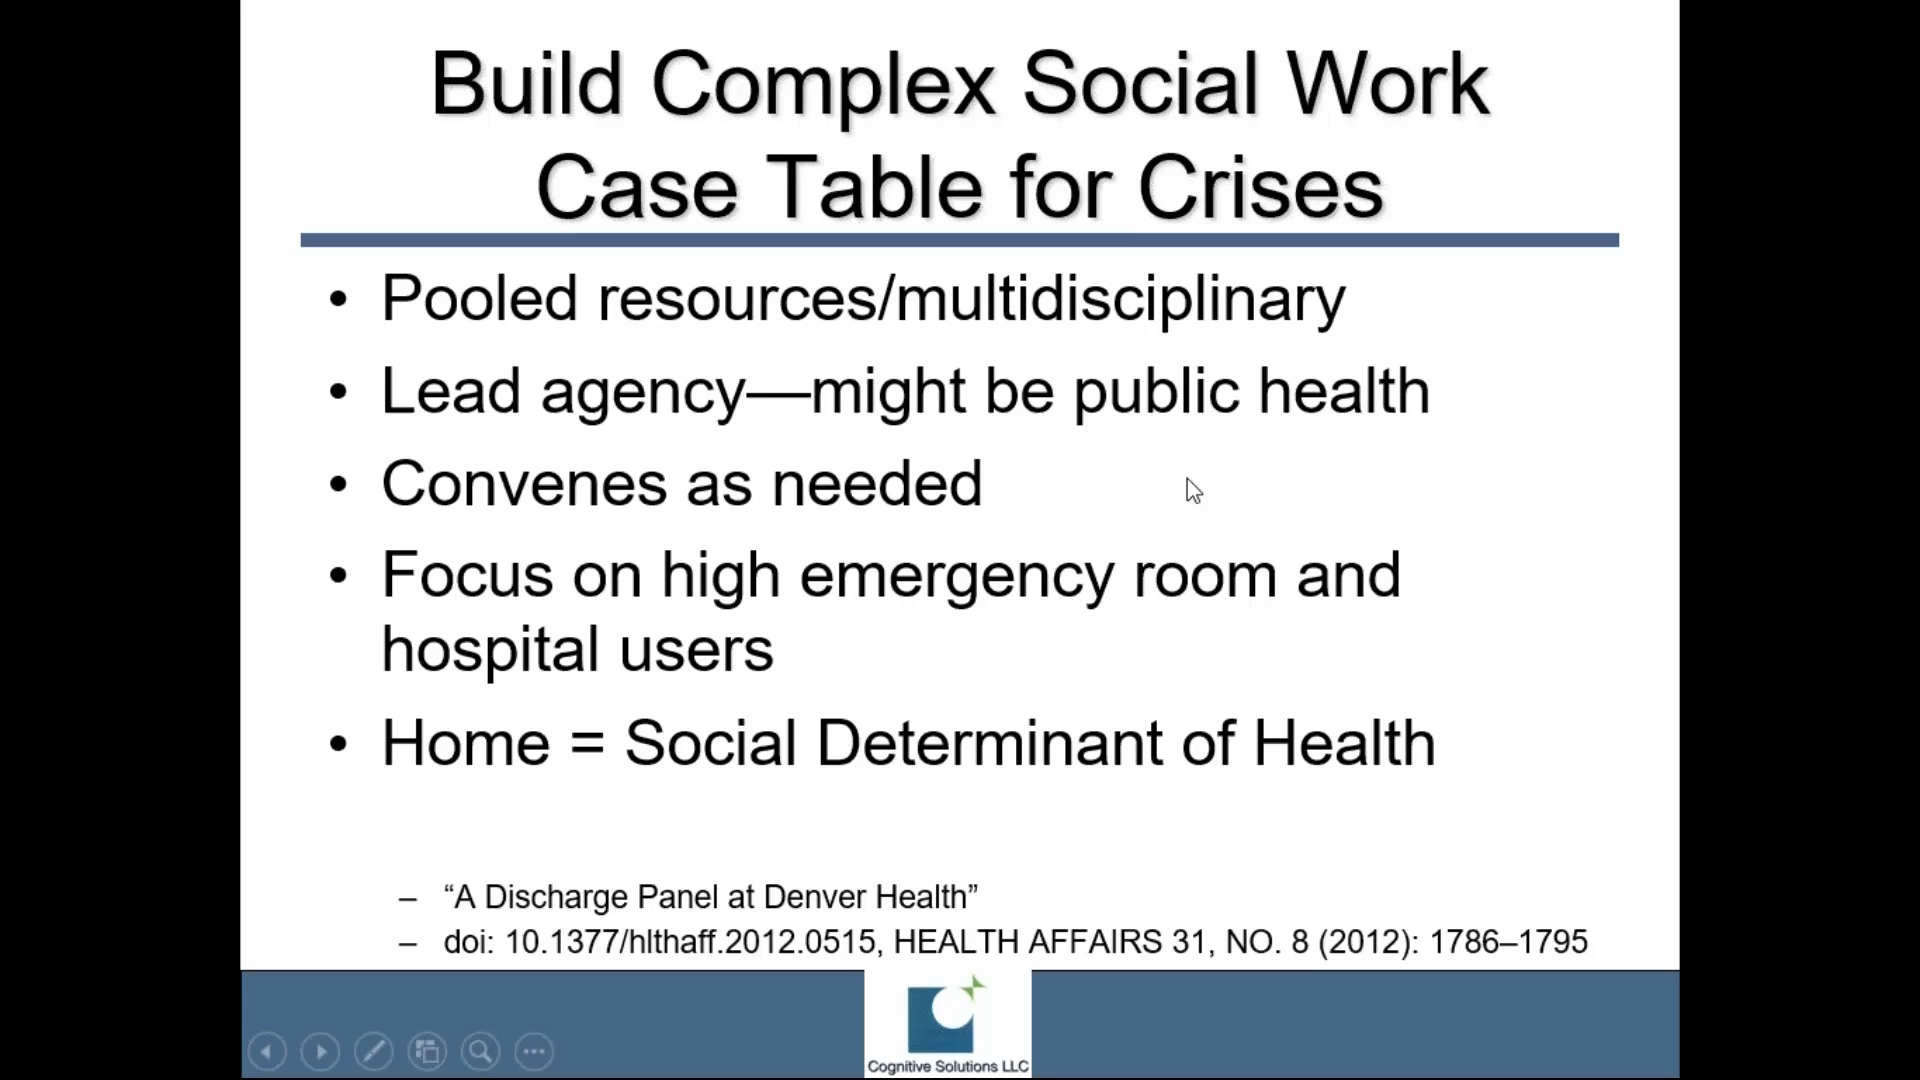 Build Complex Social Work
Case Table for Crises
• Pooled resources/multidisciplinary
• Lead agency—might be public health
• Convenes as needed
• Focus on high emergency room and
hospital users
• Home = Social Determinant of Health
– “A Discharge Panel at Denver Health”
– doi: 10.1377/hlthaff.2012.0515, HEALTH AFFAIRS 31, NO. 8 (2012): 1786–1795
Cognitive Solutions LLC